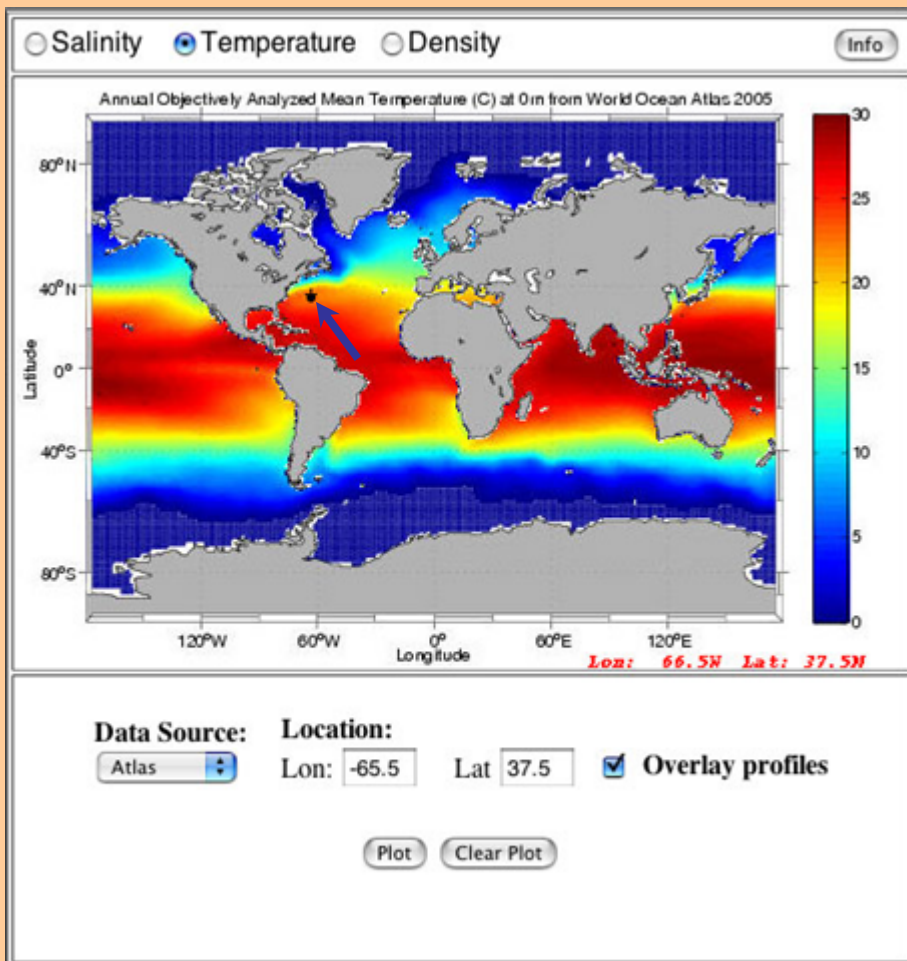 Salinity Temperature Density Info
Annual Objectively Analyzed Mean Temperature (C) at 0m from World Ocean Atlas 2005
30
80°N
25
20
40°N
Latitude
0°
15
10
40°S
5
80°S
0
120°W 60°W 0° 60°E 120°E
Longitude
Lon: 66.5W Lat: 37.5N
Data Source: Location:
Atlas Lon: -65.5 Lat 37.5 Overlay profiles
Plot Clear Plot